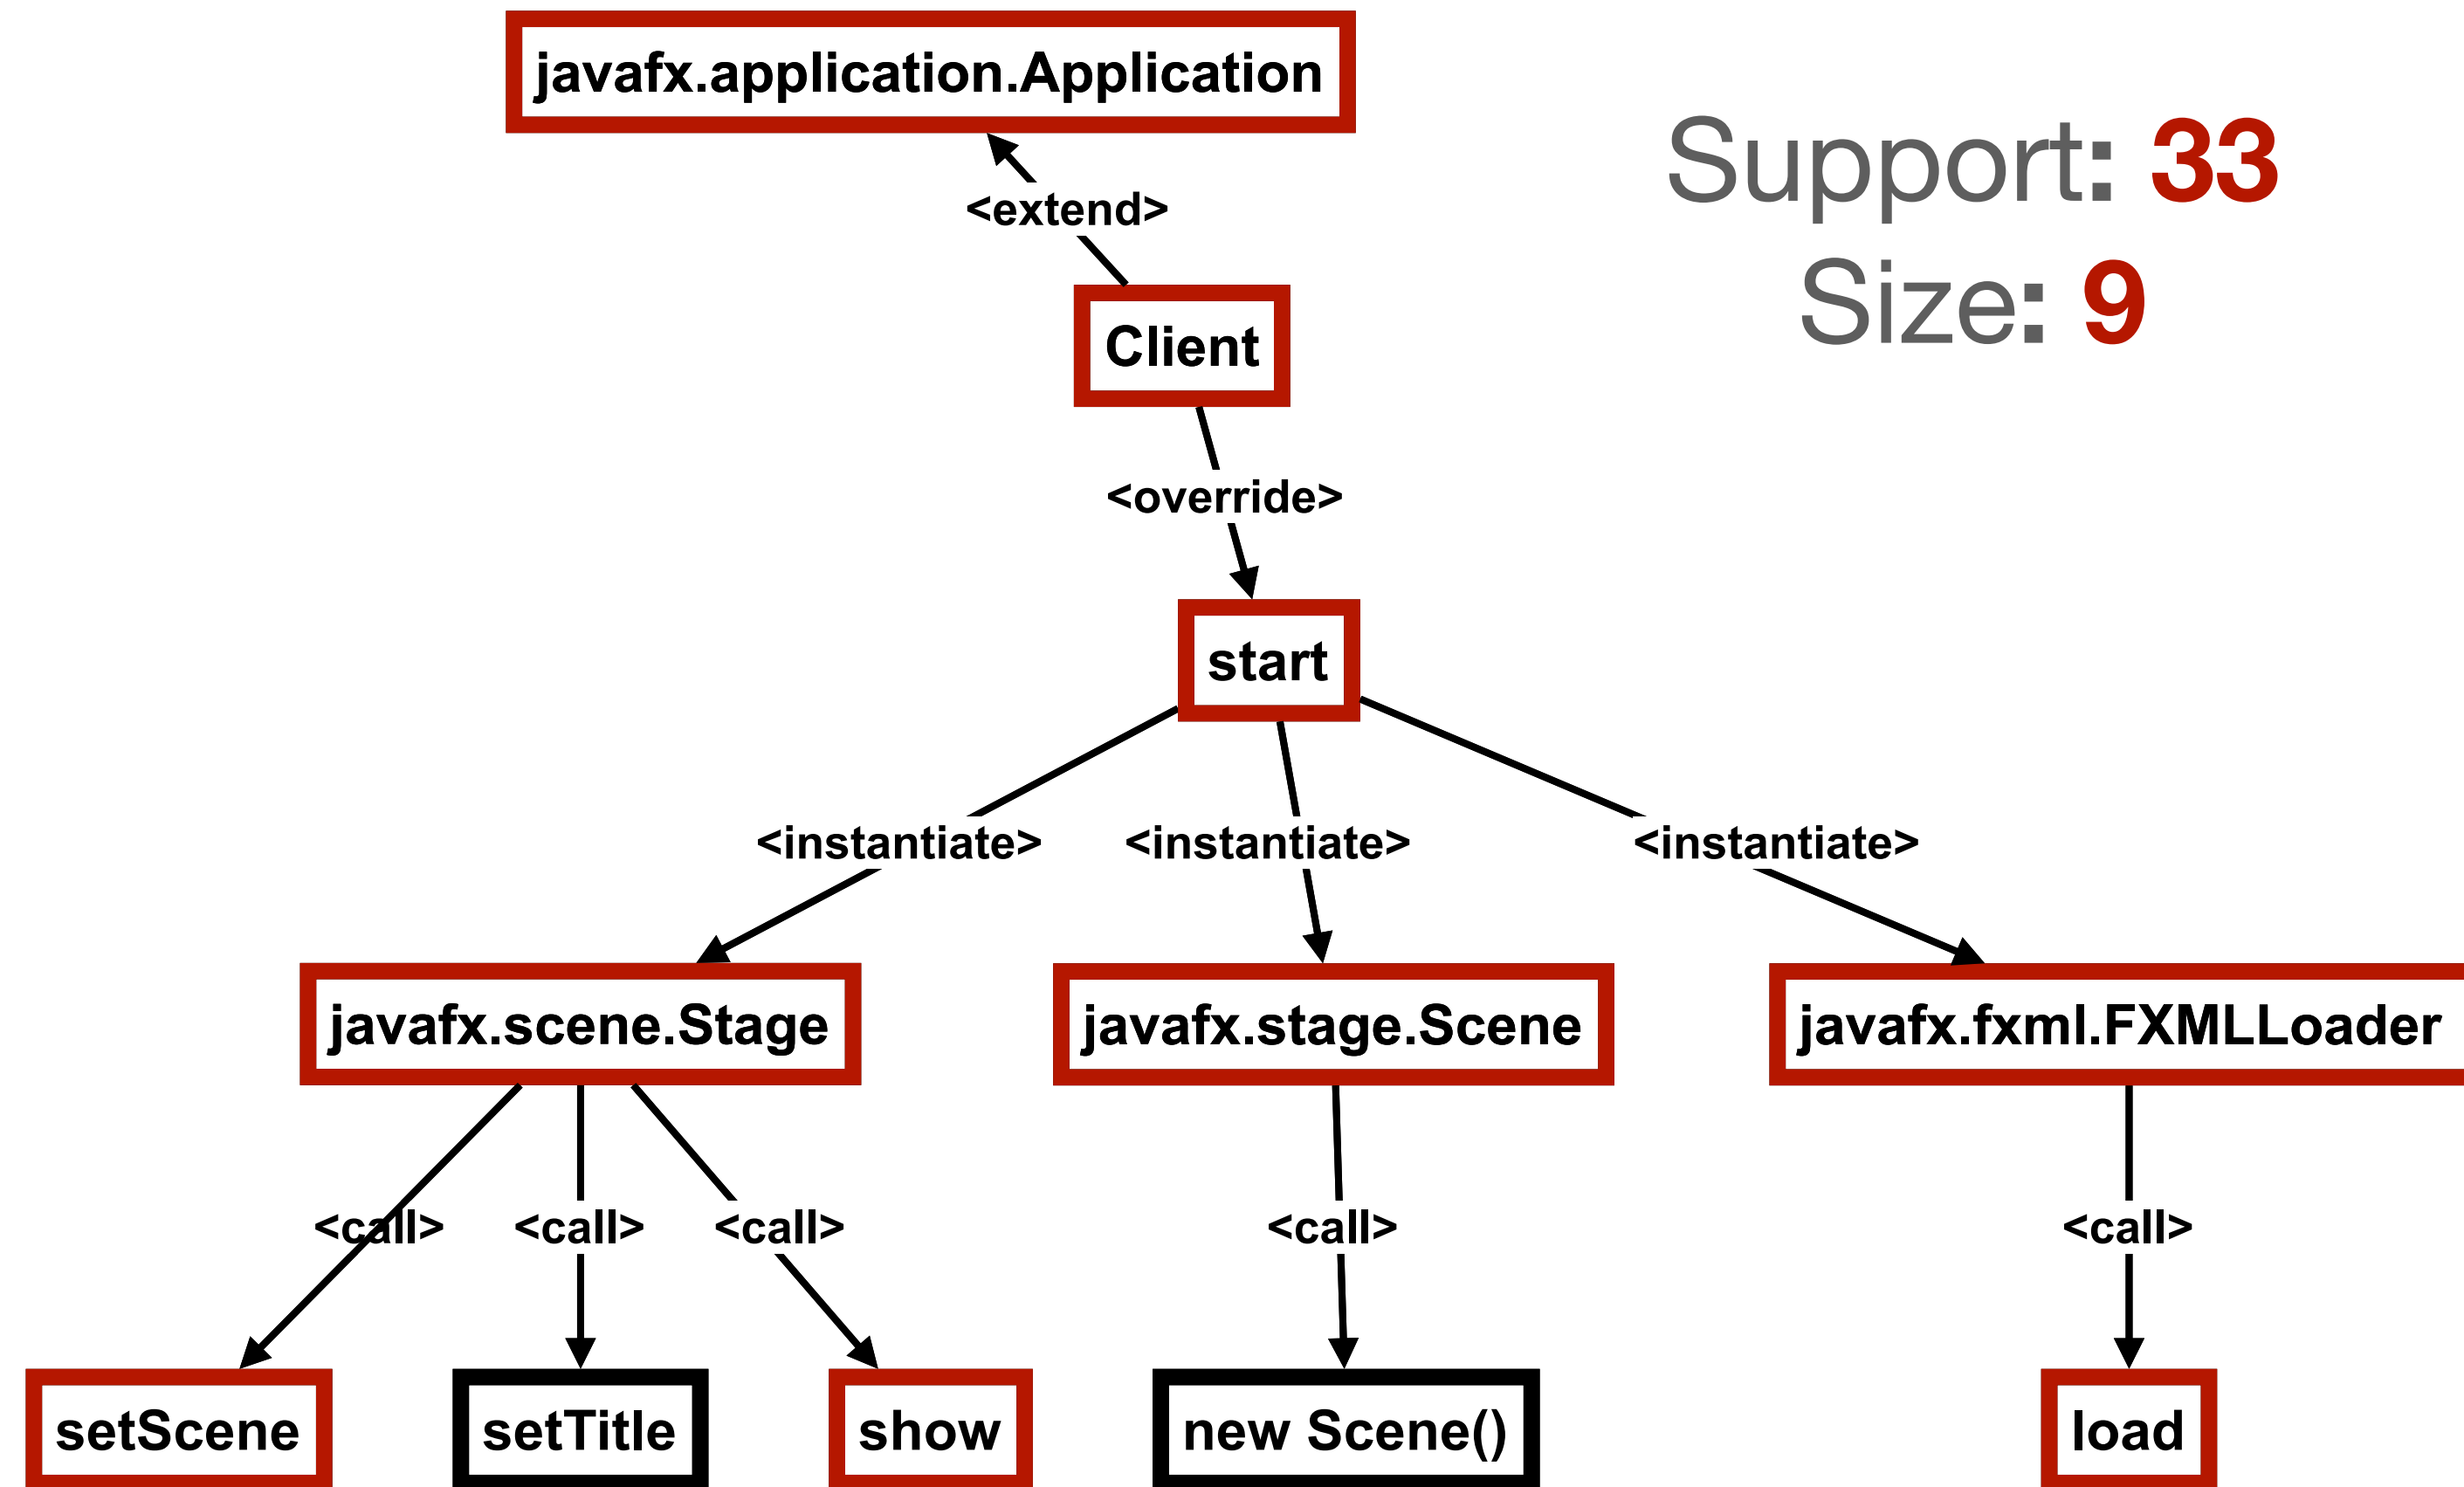 javafx.application.Application
Support: 33
<extend>
Size: 9
Client
<override>
start
<instantiate> <instantiate> <instantiate>
javafx.scene.Stage javafx.stage.Scene javafx.fxml.FXMLLoader
<call> <call> <call> <call> <call>
setScene setTitle show new Scene() load